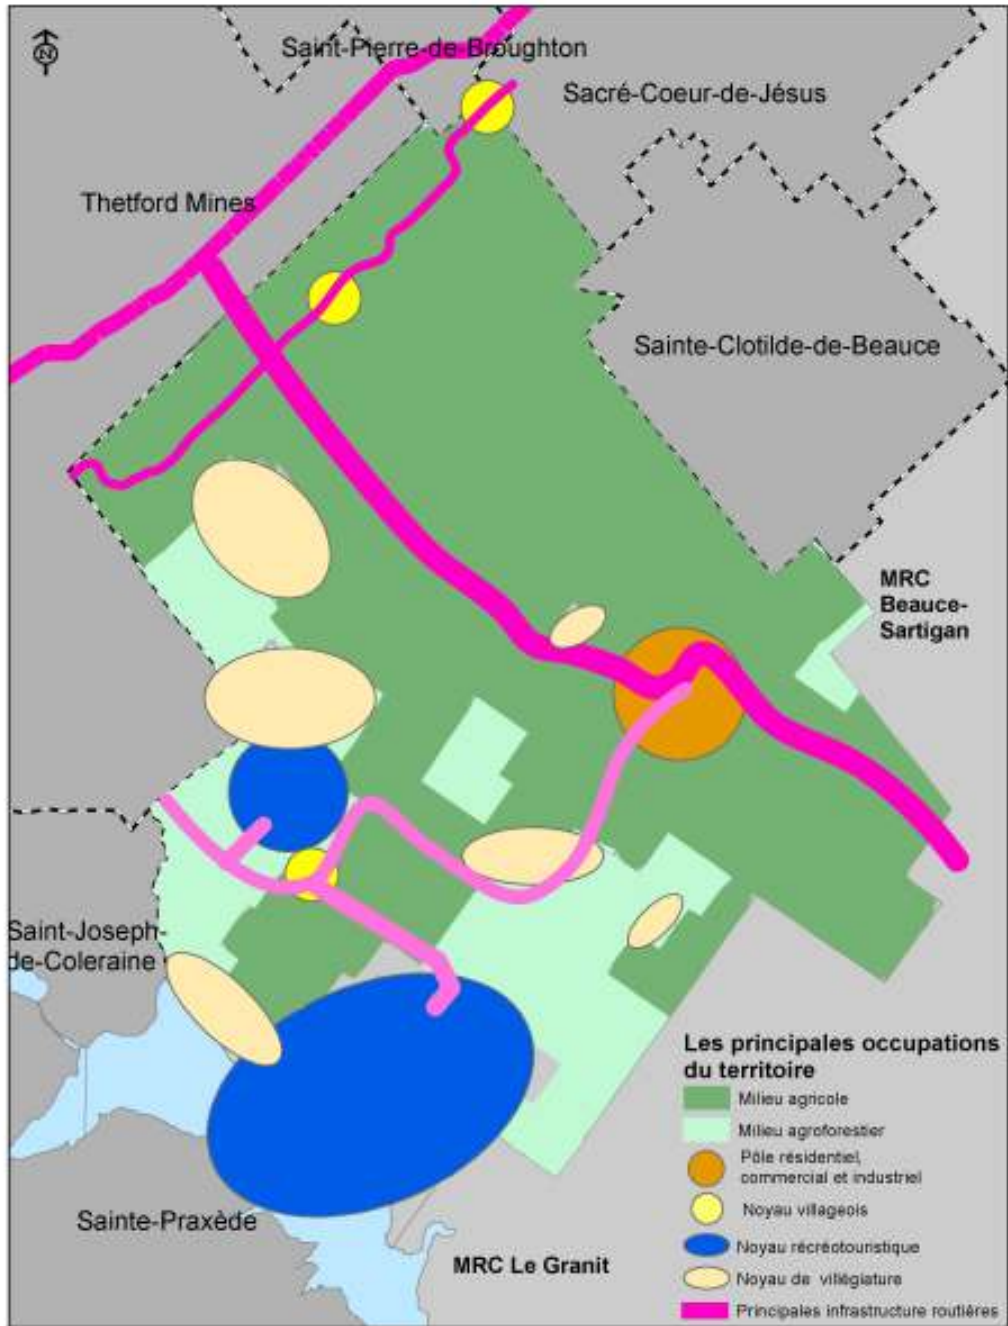 N
Saint-Pierre-de-Broughton
Sacré-Coeur-de-Jésus
Thetford Mines
Sainte-Clotilde-de-Beauce
MRC
Beauce-
Sartigan
Saint-Joseph-
de-Coleraine
Sainte-Praxède
MRC Le Granit
Les principales occupations
du territoire
Milieu agricole
Milieu agroforestier
Pôle résidentiel,
commercial et industriel
Noyau villageois
Noyau récréotouristique
Noyau de villégiature
Principales infrastructure routières